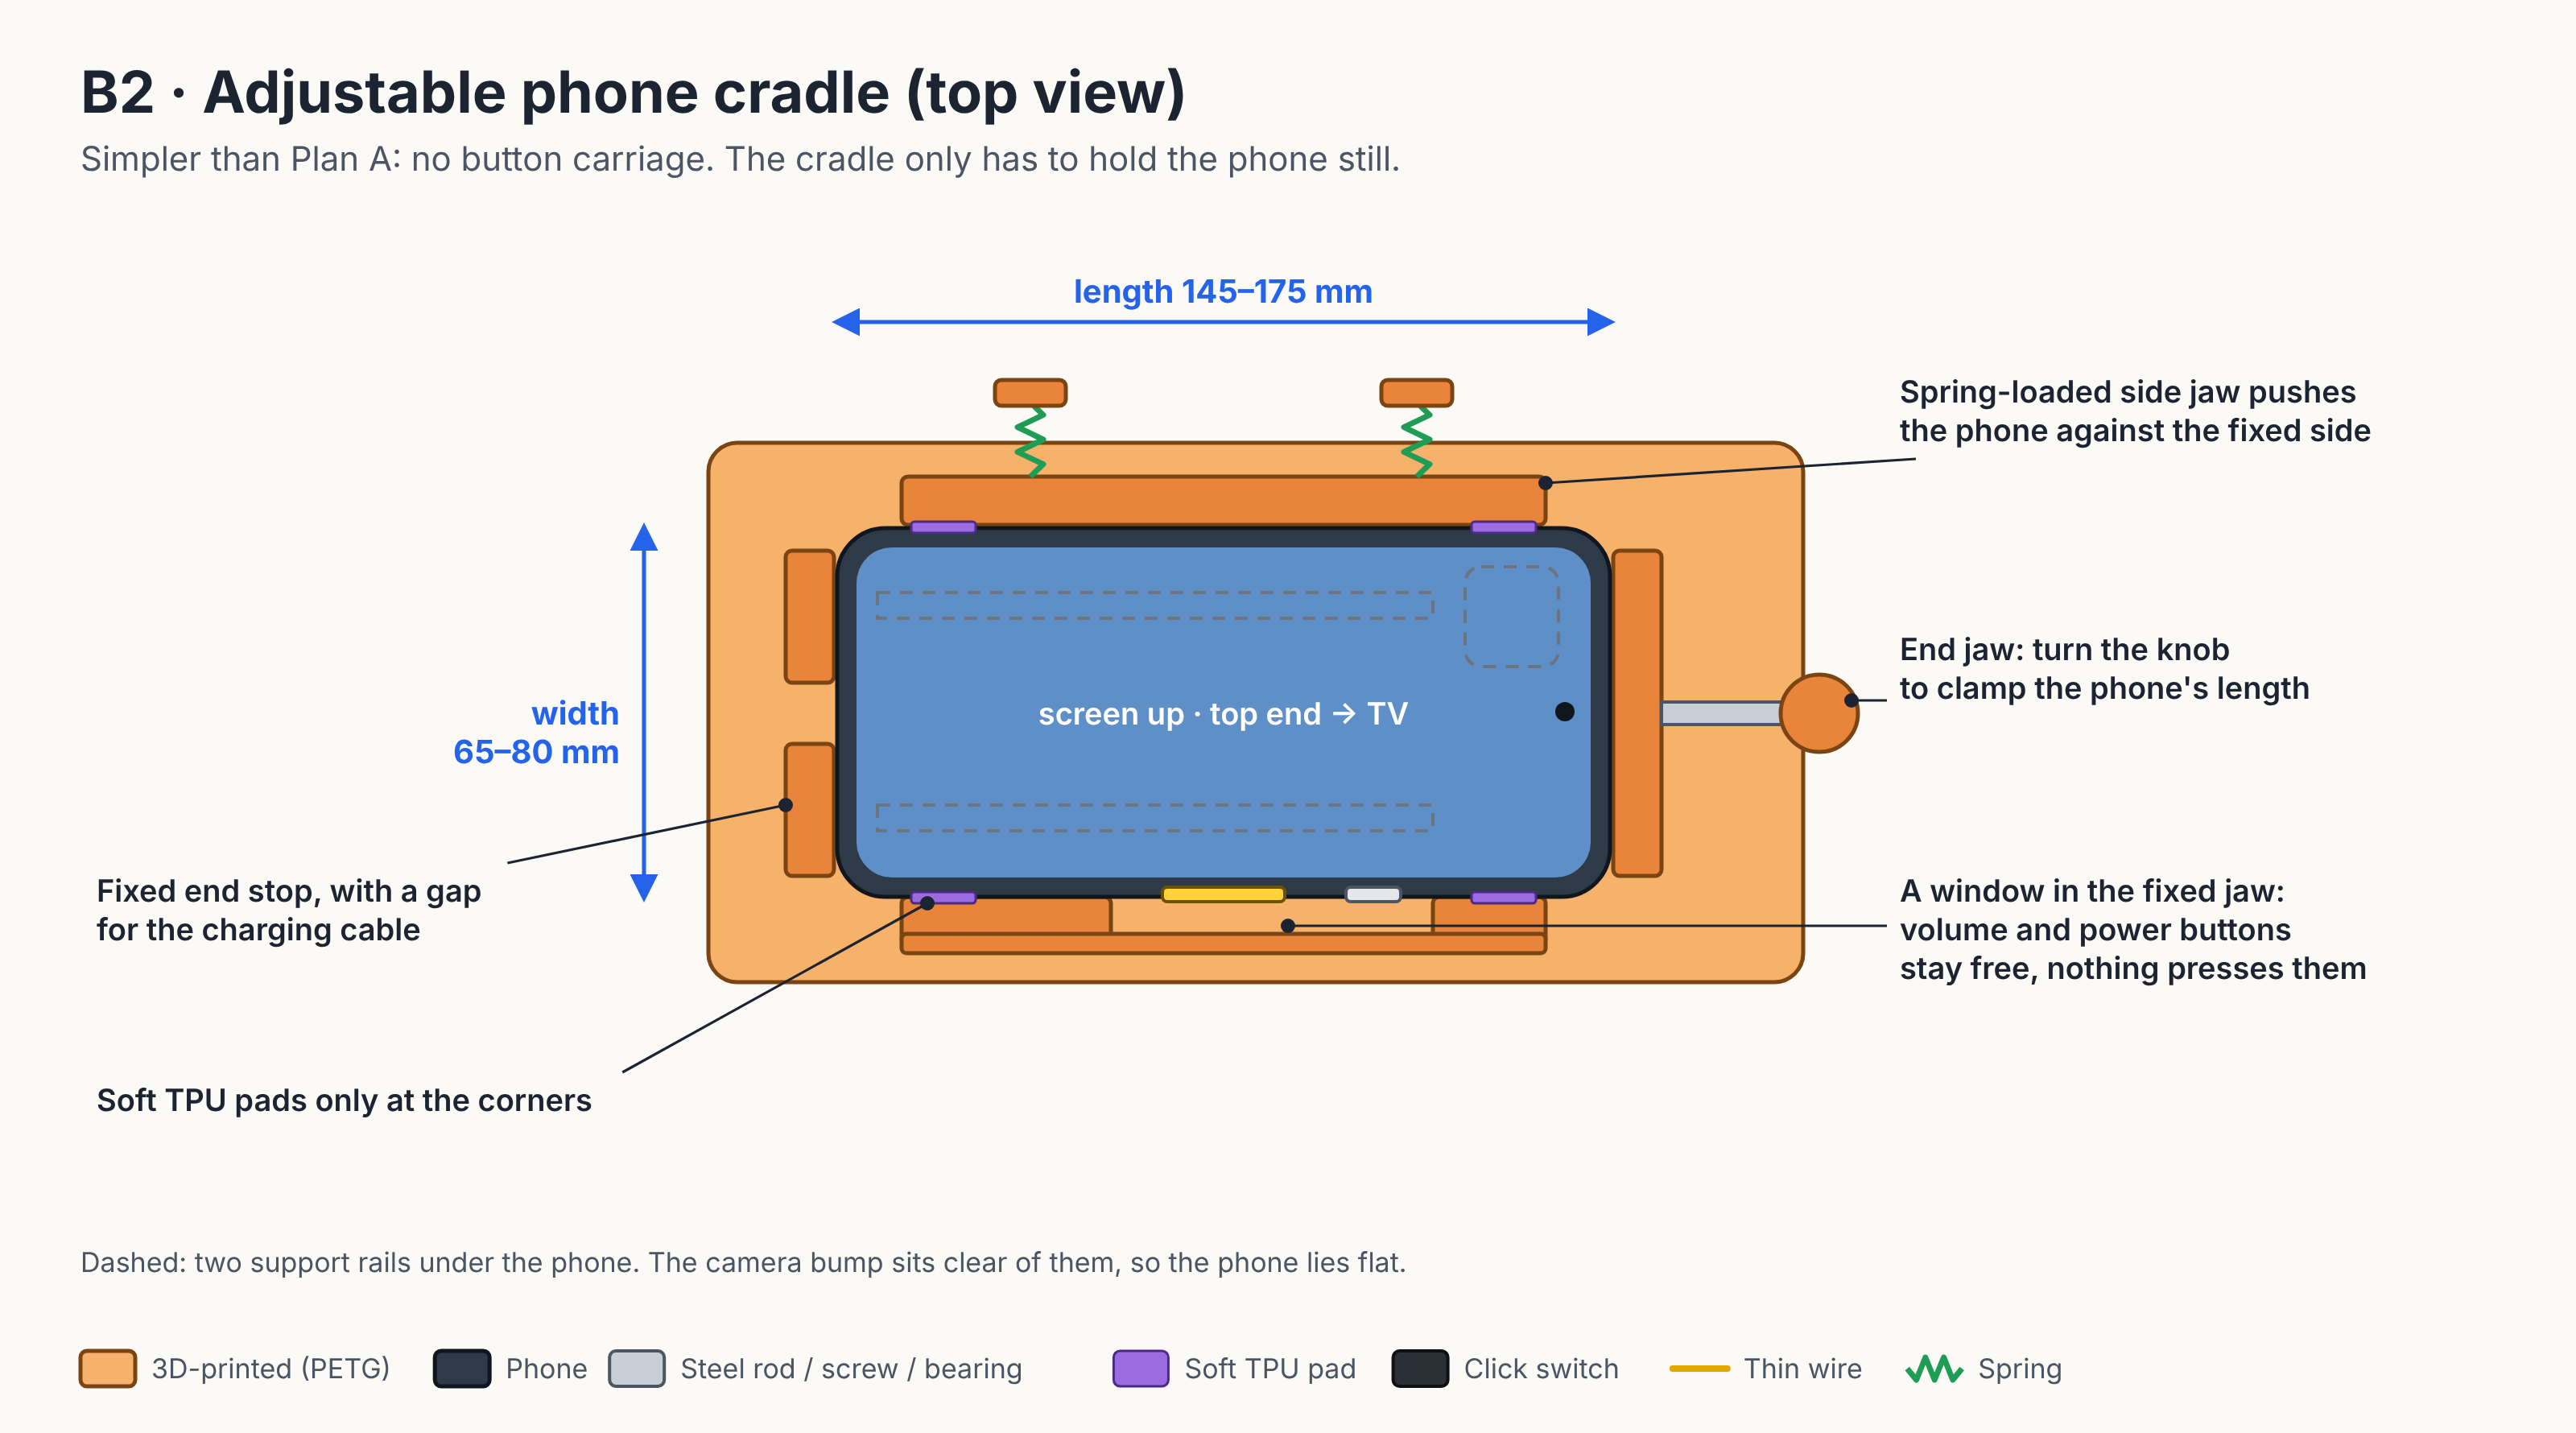 B2 · Adjustable phone cradle (top view)
Simpler than Plan A: no button carriage. The cradle only has to hold the phone still.
length 145–175 mm
Spring-loaded side jaw pushes
the phone against the fixed side
End jaw: turn the knob
to clamp the phone's length
width
65–80 mm
screen up · top end → TV
Fixed end stop, with a gap
for the charging cable
A window in the fixed jaw:
volume and power buttons
stay free, nothing presses them
Soft TPU pads only at the corners
Dashed: two support rails under the phone. The camera bump sits clear of them, so the phone lies flat.
3D-printed (PETG)
Phone
Steel rod / screw / bearing
Soft TPU pad
Click switch
Thin wire
Spring